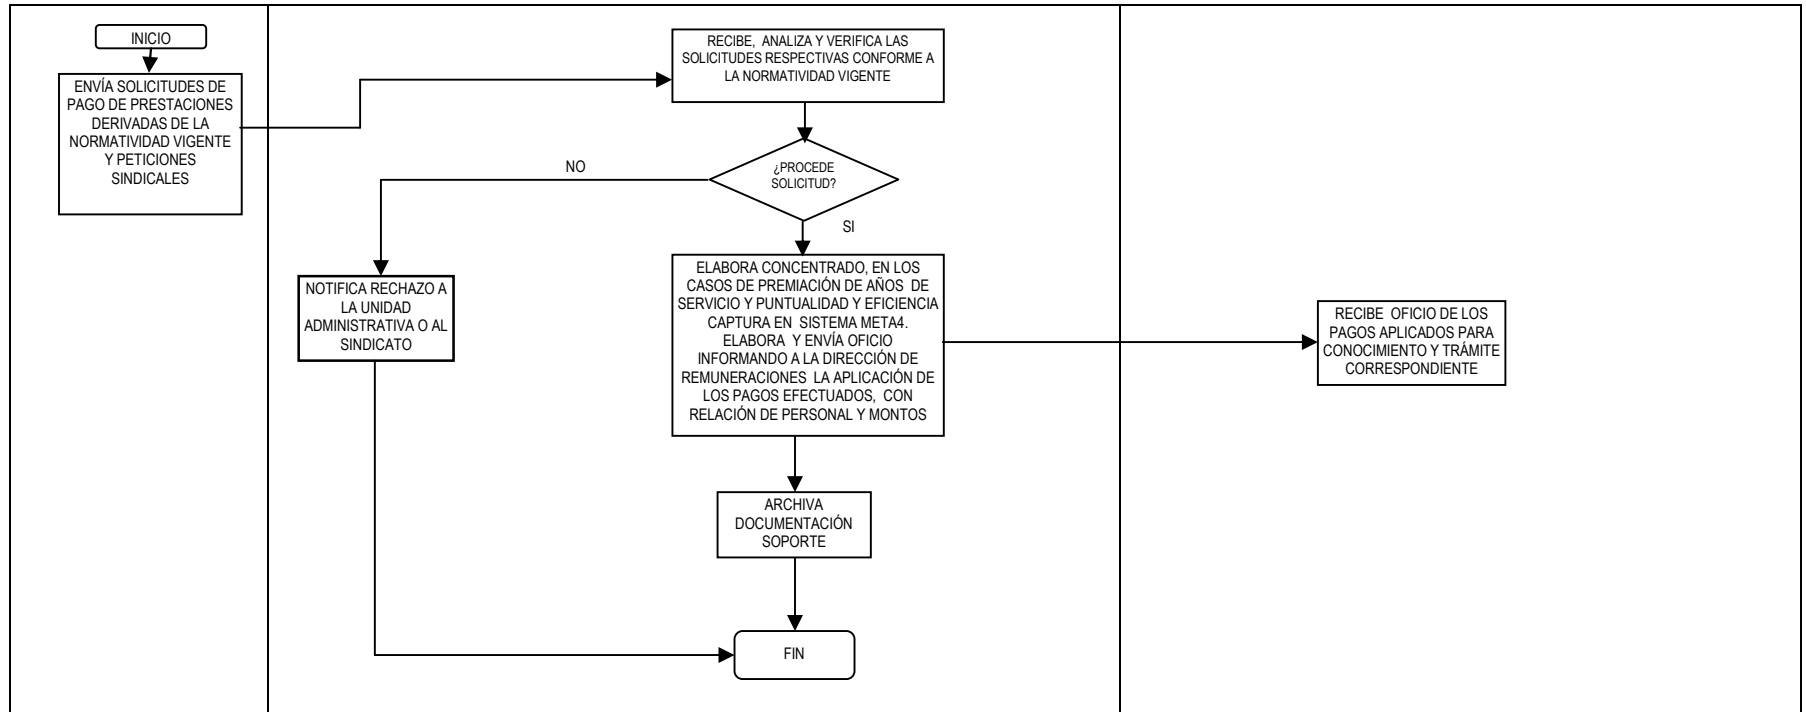 INICIO
ENVÍA SOLICITUDES DE
PAGO DE PRESTACIONES
DERIVADAS DE LA
NORMATIVIDAD VIGENTE
Y PETICIONES
SINDICALES
RECIBE, ANALIZA Y VERIFICA LAS
SOLICITUDES RESPECTIVAS CONFORME A
LA NORMATIVIDAD VIGENTE
¿PROCEDE
SOLICITUD?
NO
SI
NOTIFICA RECHAZO A
LA UNIDAD
ADMINISTRATIVA O AL
SINDICATO
ELABORA CONCENTRADO, EN LOS
CASOS DE PREMIACIÓN DE AÑOS DE
SERVICIO Y PUNTUALIDAD Y EFICIENCIA
CAPTURA EN SISTEMA META4.
ELABORA Y ENVÍA OFICIO
INFORMANDO A LA DIRECCIÓN DE
REMUNERACIONES LA APLICACIÓN DE
LOS PAGOS EFECTUADOS, CON
RELACIÓN DE PERSONAL Y MONTOS
RECIBE OFICIO DE LOS
PAGOS APLICADOS PARA
CONOCIMIENTO Y TRÁMITE
CORRESPONDIENTE
ARCHIVA
DOCUMENTACIÓN
SOPORTE
FIN